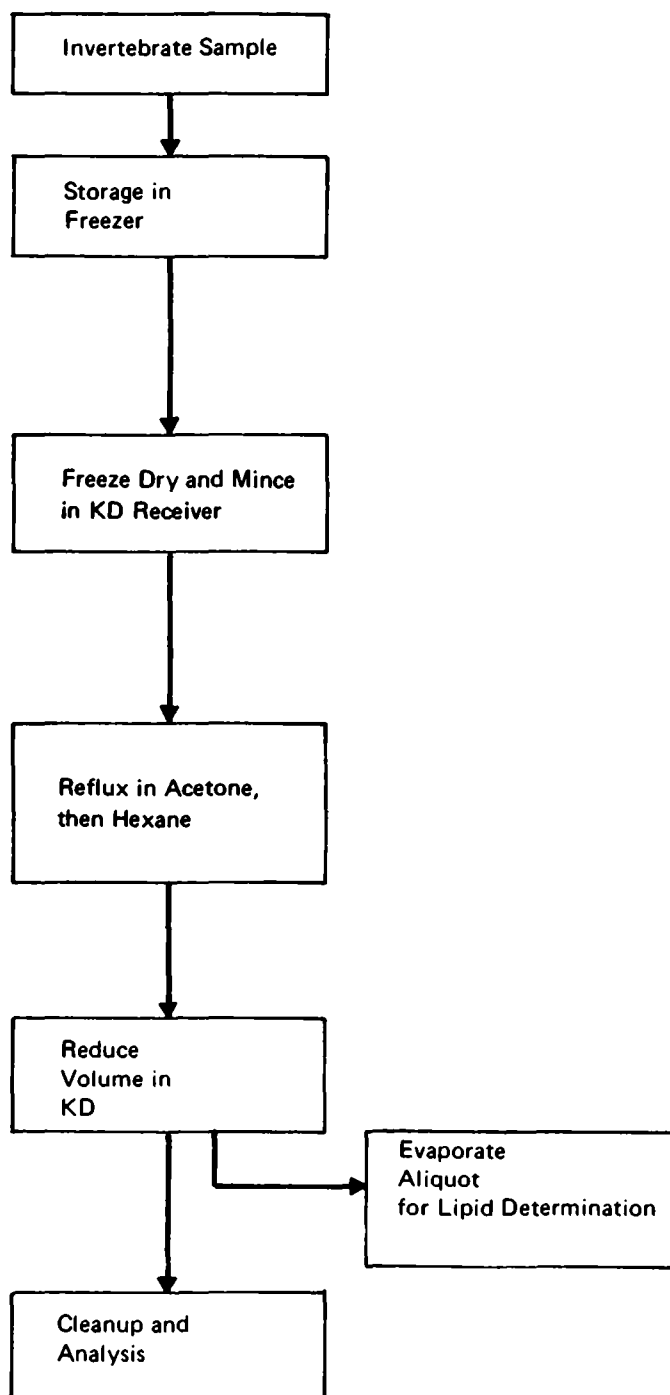 Invertebrate Sample
Storage in
Freezer
Freeze Dry and Mince
in KD Receiver
Reflux in Acetone,
then Hexane
Reduce
Volume in
KD
Evaporate
Aliquot
for Lipid Determination
Cleanup and
Analysis